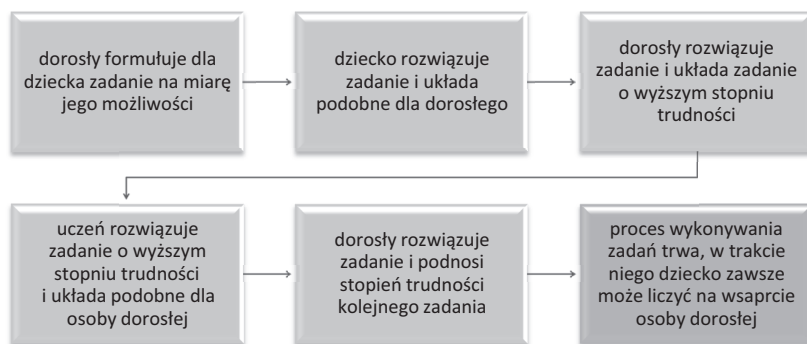 dorosły formułuje dla
dziecka zadanie na miarę
jego możliwości
dziecko rozwiązuje
zadanie i układa
podobne dla dorosłego
dorosły rozwiązuje
zadanie i układa zadanie
o wyższym stopniu
trudności
uczeń rozwiązuje
zadanie o wyższym
stopniu trudności
i układa podobne dla
osoby dorosłej
dorosły rozwiązuje
zadanie i podnosi
stopień trudności
kolejnego zadania
proces wykonywania
zadań trwa, w trakcie
niego dziecko zawsze
może liczyć na wsaprcie
osoby dorosłej